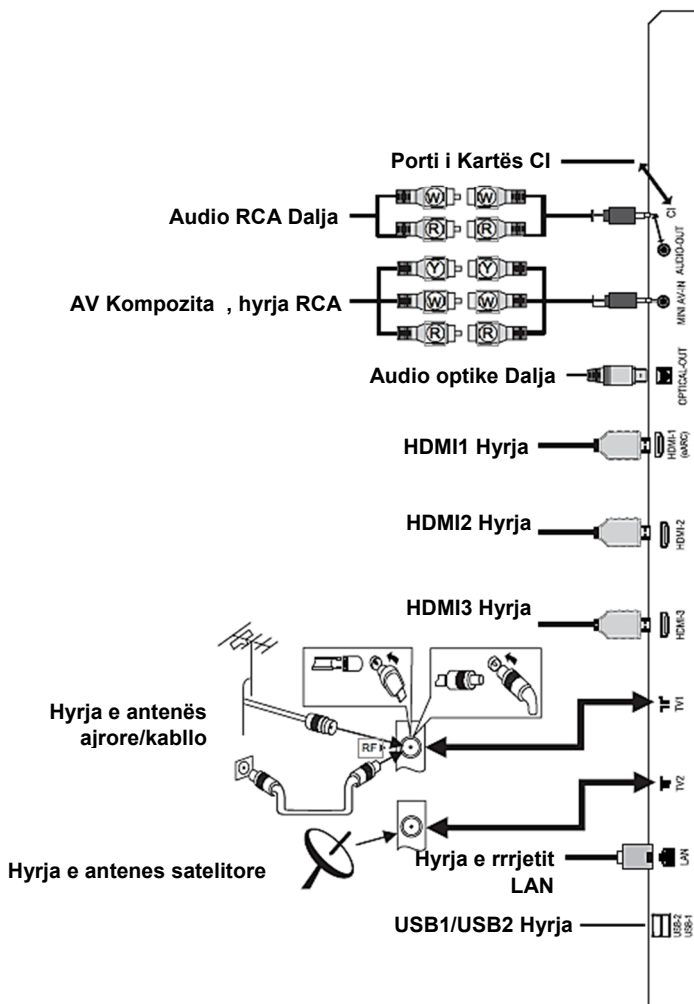 Porti i Kartës CI
CI
Audio RCA Dalja
W W
R R
AUDIO-OUT
AV Kompozita , hyrja RCA
Y Y
W W
R R
MINI AV-IN
Audio optike Dalja
OPTICAL-OUT
HDMI1 Hyrja
HDMI-1
(eARC)
HDMI2 Hyrja
HDMI-2
HDMI3 Hyrja
HDMI-3
Hyrja e antenës
ajrore/kabllo
RF
TV1
TV2
Hyrja e antenes satelitore
Hyrja e rrrjetit
LAN
LAN
USB1/USB2 Hyrja
USB-2
USB-1